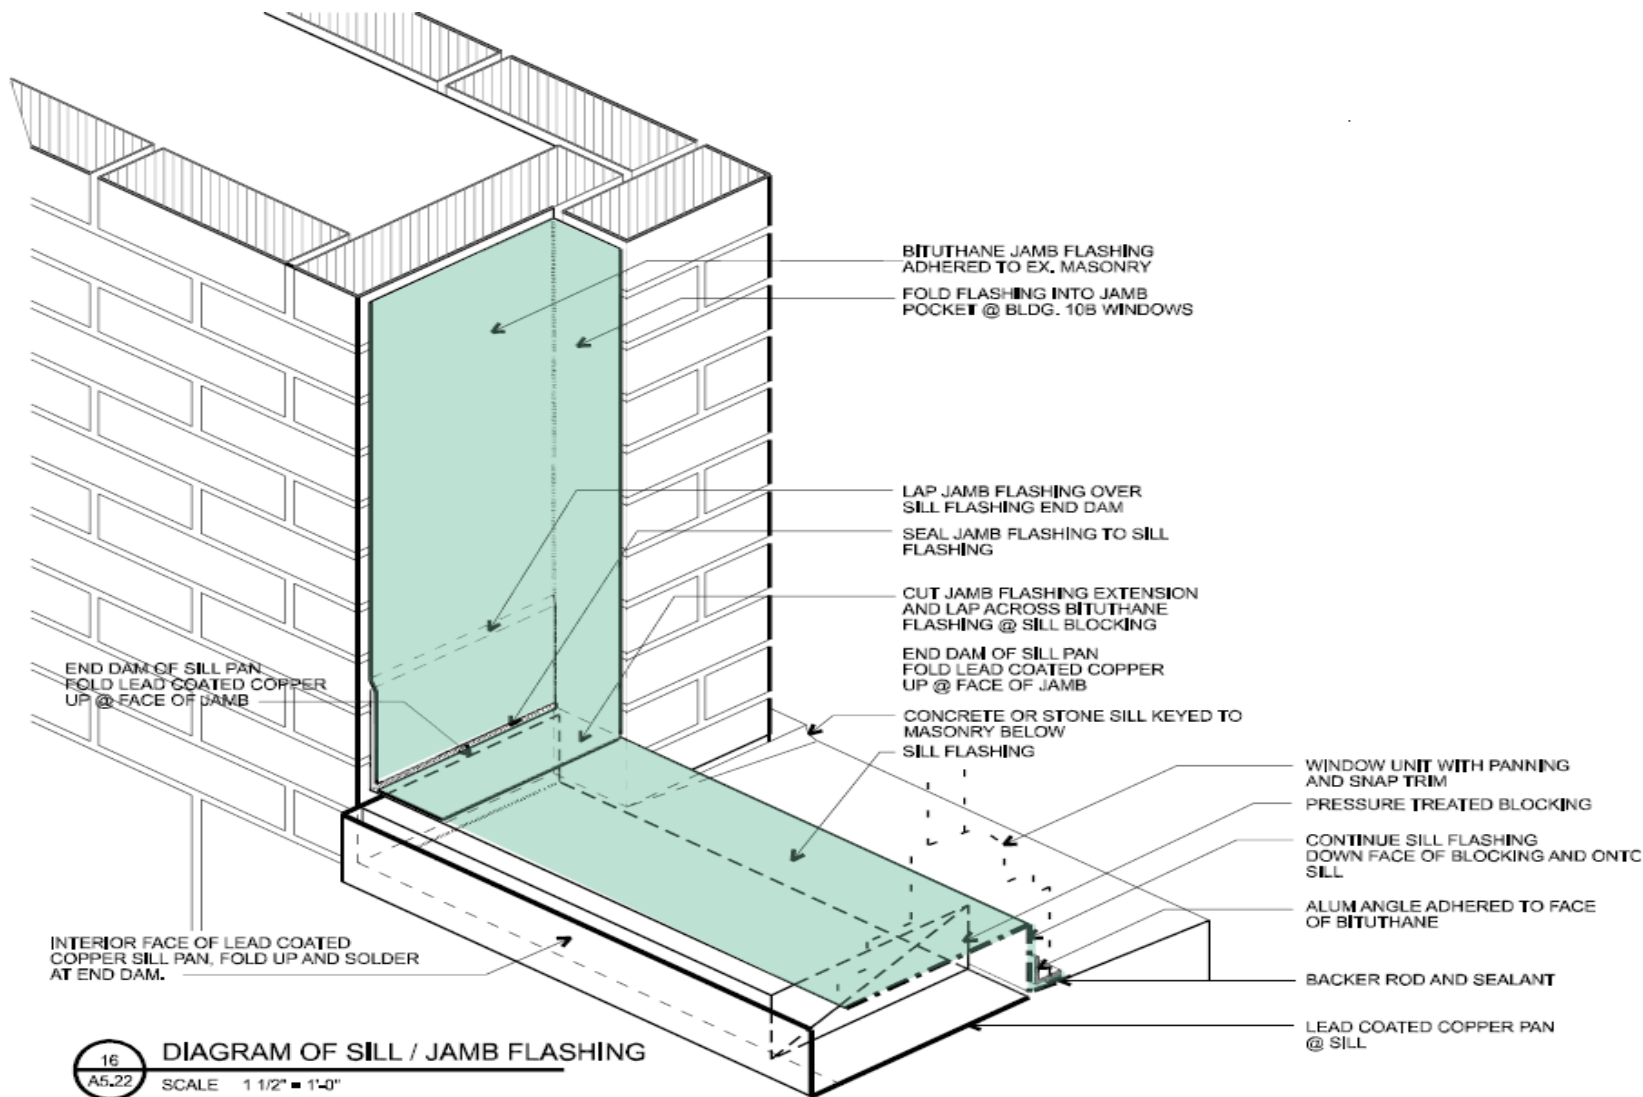 BITUTHANE JAMB FLASHING
ADHERED TO EX. MASONRY
FOLD FLASHING INTO JAMB
POCKET @ BLDG. 10B WINDOWS
LAP JAMB FLASHING OVER
SILL FLASHING END DAM
SEAL JAMB FLASHING TO SILL
FLASHING
CUT JAMB FLASHING EXTENSION
AND LAP ACROSS BITUTHANE
FLASHING @ SILL BLOCKING
END DAM OF SILL PAN
FOLD LEAD COATED COPPER
UP @ FACE OF JAMB
END DAM OF SILL PAN
FOLD LEAD COATED COPPER
UP @ FACE OF JAMB
CONCRETE OR STONE SILL KEYED TO
MASONRY BELOW
SILL FLASHING
WINDOW UNIT WITH PANNING
AND SNAP TRIM
PRESSURE TREATED BLOCKING
CONTINUE SILL FLASHING
DOWN FACE OF BLOCKING AND ONTO
SILL
ALUM ANGLE ADHERED TO FACE
OF BITUTHANE
BACKER ROD AND SEALANT
LEAD COATED COPPER PAN
@ SILL
INTERIOR FACE OF LEAD COATED
COPPER SILL PAN, FOLD UP AND SOLDER
AT END DAM.
16
A5.22
DIAGRAM OF SILL / JAMB FLASHING
SCALE 1 1/2" = 1'-0"